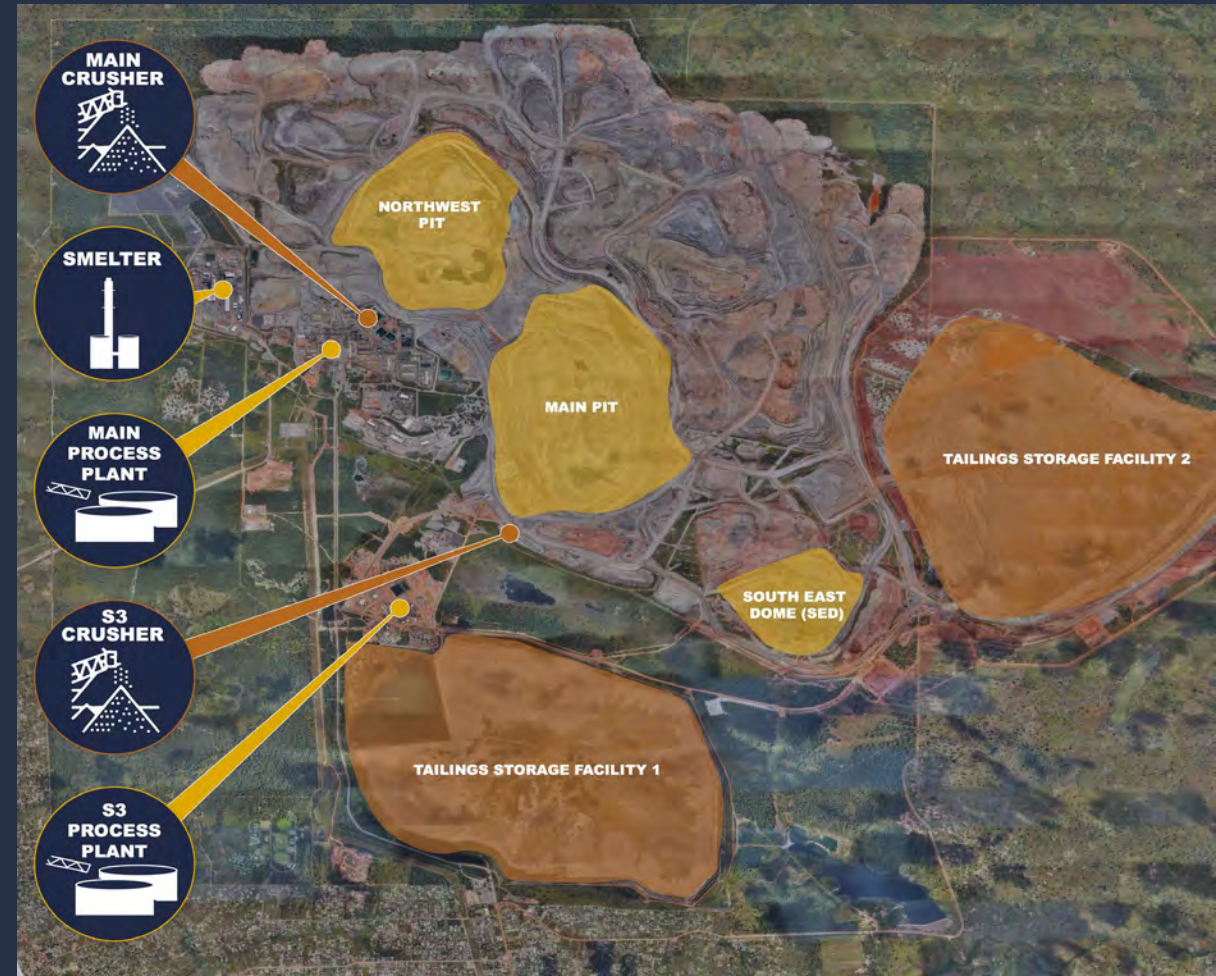 MAIN
CRUSHER
SMELTER
MAIN
PROCESS
PLANT
S3
CRUSHER
S3
PROCESS
PLANT
NORTHWEST
PIT
MAIN PIT
TAILINGS STORAGE FACILITY 2
SOUTH EAST
DOME (SED)
TAILINGS STORAGE FACILITY 1